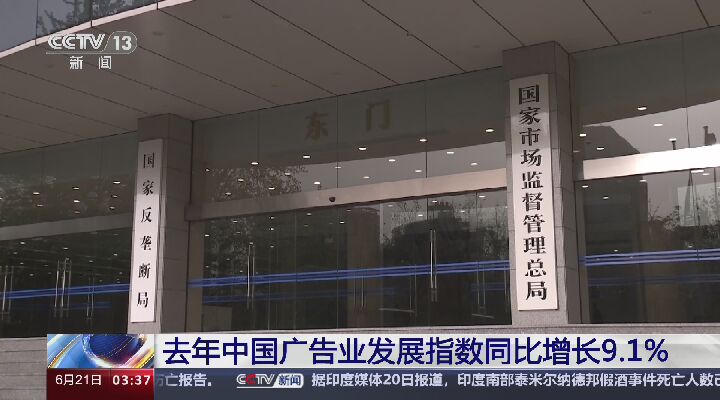 CCTV 13
新闻
东门
国家反垄断局
国家市场监督管理总局
去年中国广告业发展指数同比增长9.1%
6月21日 03:37 亡报告。 CCTV 新闻 据印度媒体20日报道，印度南部泰米尔纳德邦假酒事件死亡人数已